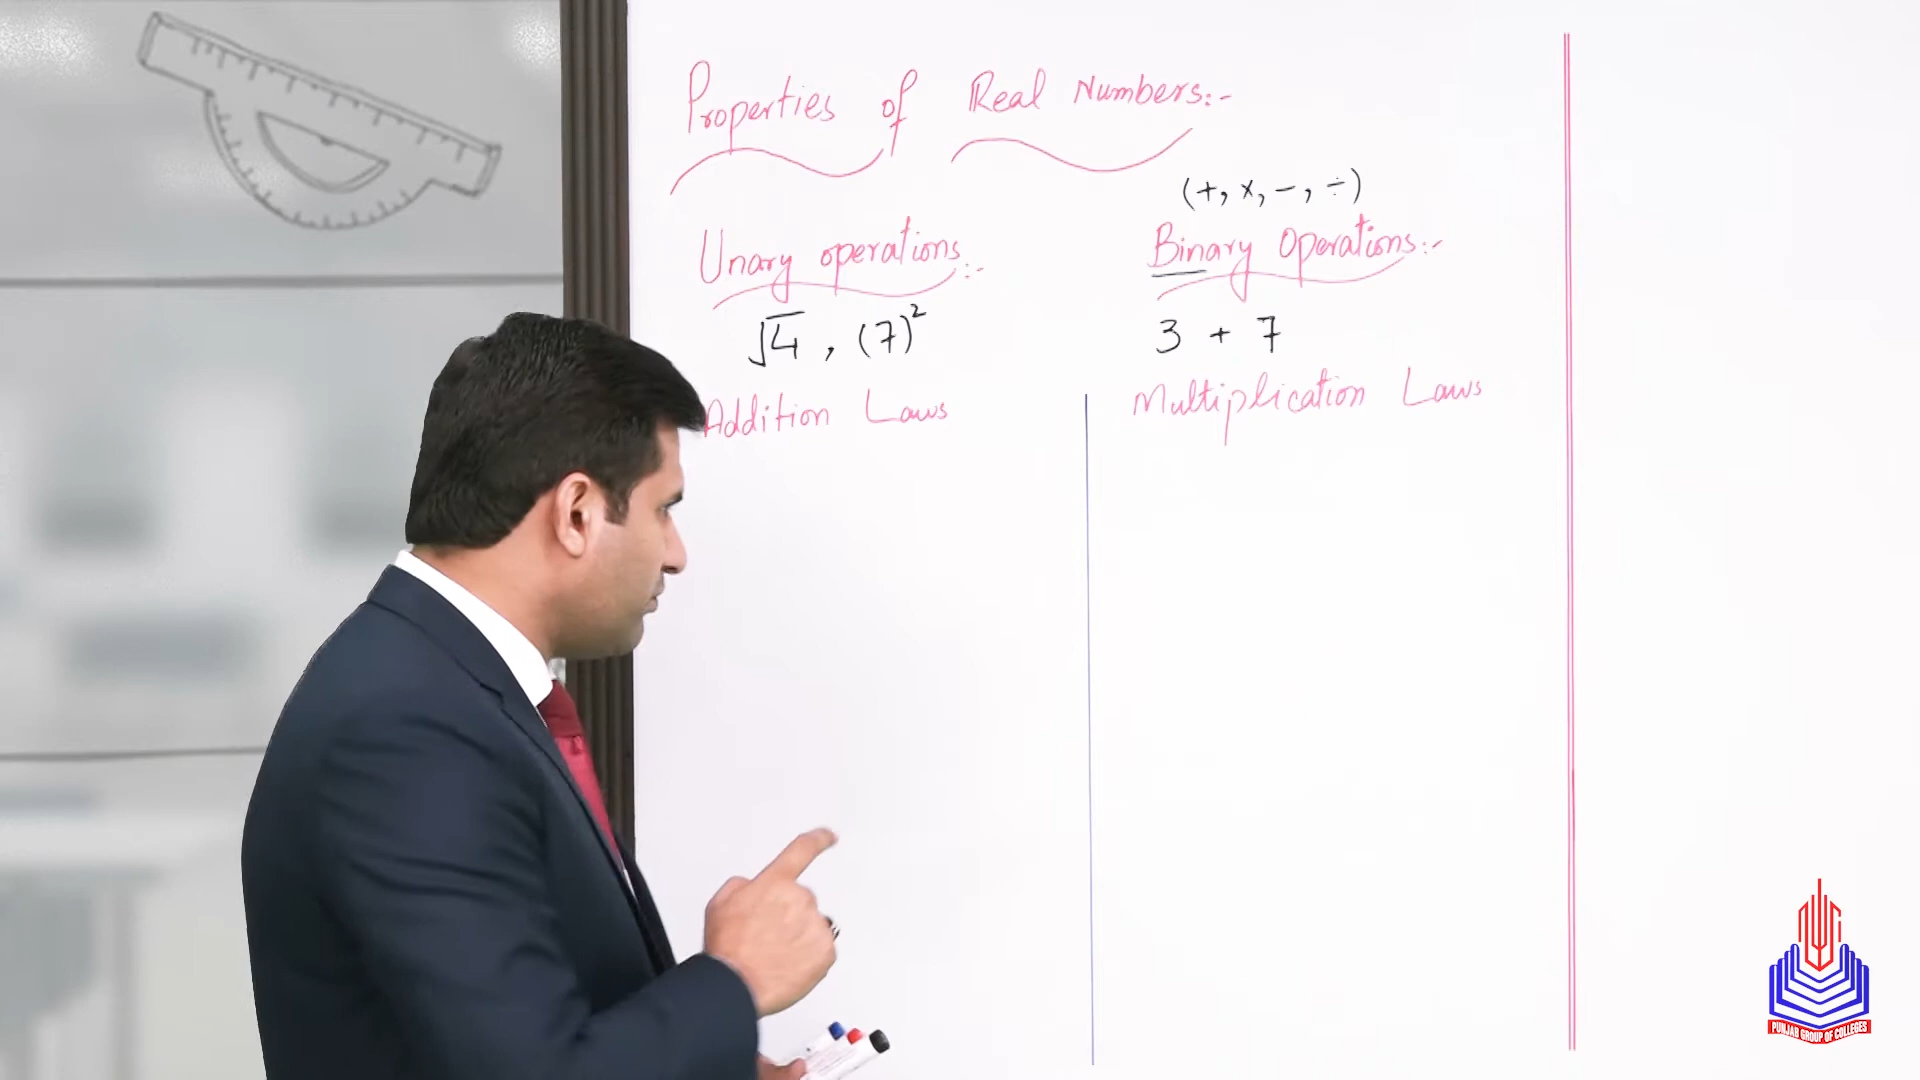 Properties of Real Numbers:-
(+, ×, -, ÷)
Unary operations:-
Binary Operations:-
√4 , (7)²
3 + 7
Addition Laws
Multiplication Laws
PUNJAB GROUP OF COLLEGES